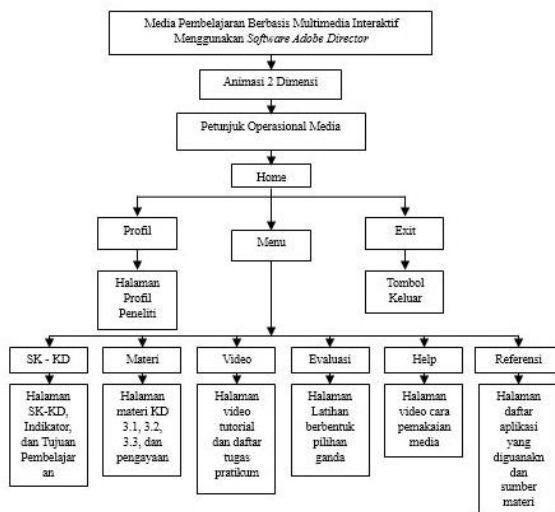 Media Pembelajaran Berbasis Multimedia Interaktif
Menggunakan Software Adobe Director
Animasi 2 Dimensi
Petunjuk Operasional Media
Home
Profil
Menu
Exit
Halaman
Profil
Peneliti
Tombol
Keluar
SK - KD
Materi
Video
Evaluasi
Help
Referensi
Halaman
SK-KD,
Indikator,
dan Tujuan
Pembelajar
an
Halaman
materi KD
3.1, 3.2,
3.3, dan
pengayaan
Halaman
video
tutorial
dan daftar
tugas
pratikum
Halaman
Latihan
berbentuk
pilihan
ganda
Halaman
video cara
pemakaian
media
Halaman
daftar
aplikasi
yang
diguanakn
dan
sumber
materi